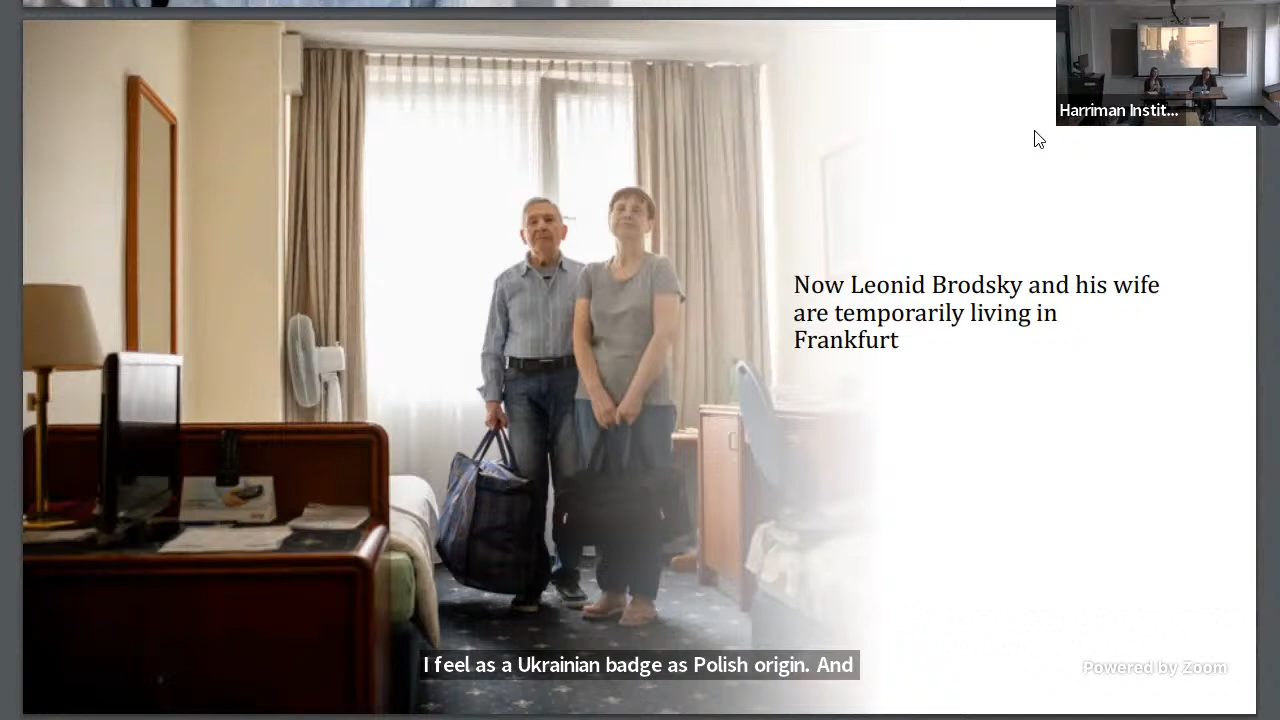 Harriman Instit...
Now Leonid Brodsky and his wife
are temporarily living in
Frankfurt
I feel as a Ukrainian badge as Polish origin. And
Powered by Zoom